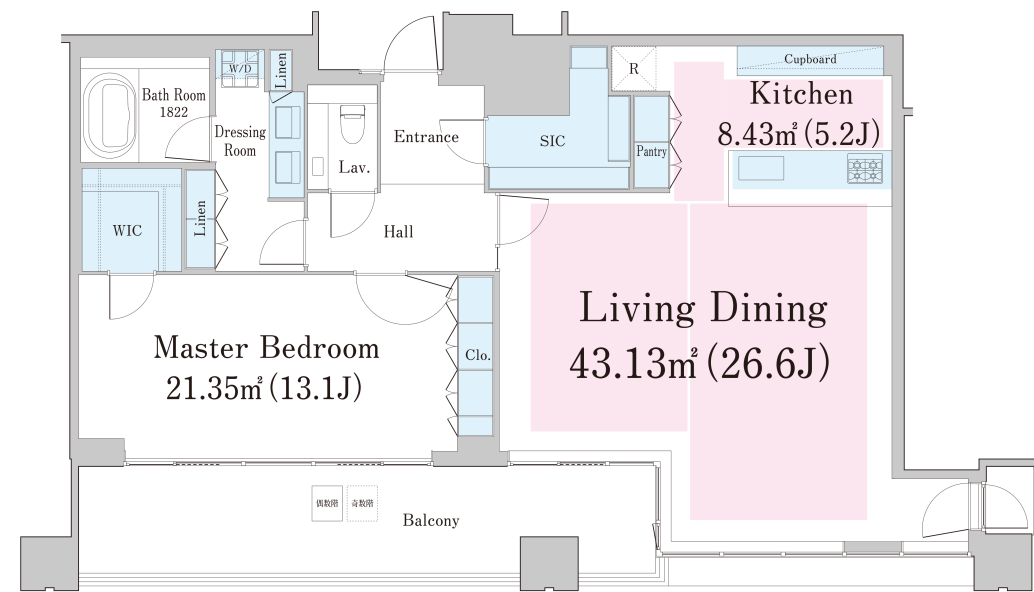 W/D
Linen
Bath Room
1822
Dressing
Room
Lav.
Entrance
SIC
R
Pantry
Cupboard
Kitchen
8.43㎡(5.2J)
WIC
Linen
Hall
Living Dining
43.13㎡(26.6J)
Master Bedroom
21.35㎡(13.1J)
Clo.
偶数階
奇数階
Balcony